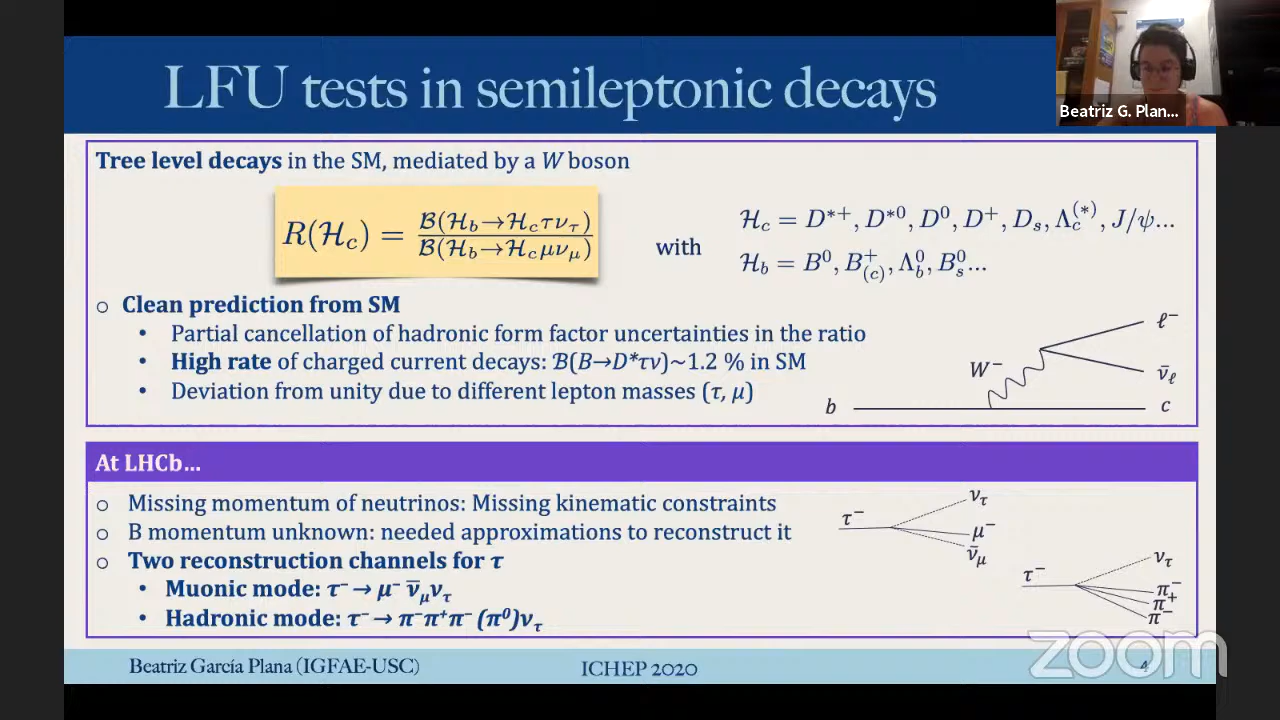 LFU tests in semileptonic decays
Beatriz G. Plan...
Tree level decays in the SM, mediated by a W boson
R(ℋc) = ℬ(ℋb→ℋcτντ) / ℬ(ℋb→ℋcμνμ)
with
ℋc = D*+, D*0, D0, D+, Ds, Λc(*), J/ψ...
ℋb = B0, B(c)+, Λb0, Bs0...
o Clean prediction from SM
• Partial cancellation of hadronic form factor uncertainties in the ratio
• High rate of charged current decays: ℬ(B→D*τν)~1.2 % in SM
• Deviation from unity due to different lepton masses (τ, μ)
ℓ−
W−
ν̄ℓ
b
c
At LHCb...
o Missing momentum of neutrinos: Missing kinematic constraints
o B momentum unknown: needed approximations to reconstruct it
o Two reconstruction channels for τ
• Muonic mode: τ− → μ− ν̄μντ
• Hadronic mode: τ− → π−π+π− (π0)ντ
τ−
ντ
μ−
ν̄μ
τ−
ντ
π−
π+
π−
Beatriz García Plana (IGFAE-USC)
ICHEP 2020
4
zoom